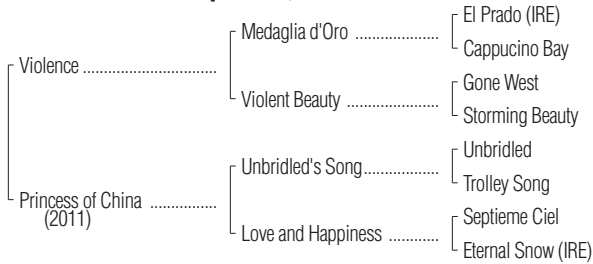 El Prado (IRE)
Medaglia d'Oro ..................
Cappucino Bay
Violence .............................
Gone West
Violent Beauty ....................
Storming Beauty
Unbridled
Unbridled's Song................
Trolley Song
Princess of China ..............
(2011)
Septieme Ciel
Love and Happiness ...........
Eternal Snow (IRE)